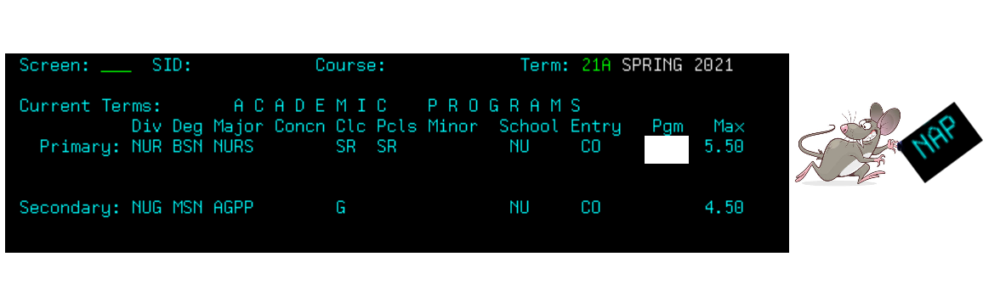 Screen: ___ SID: Course: Term: 21A SPRING 2021
Current Terms: A C A D E M I C P R O G R A M S
Div Deg Major Concn Clc Pcls Minor School Entry Pgm Max
Primary: NUR BSN NURS SR SR NU CO 5.50
Secondary: NUG MSN AGPP G NU CO 4.50
NAP